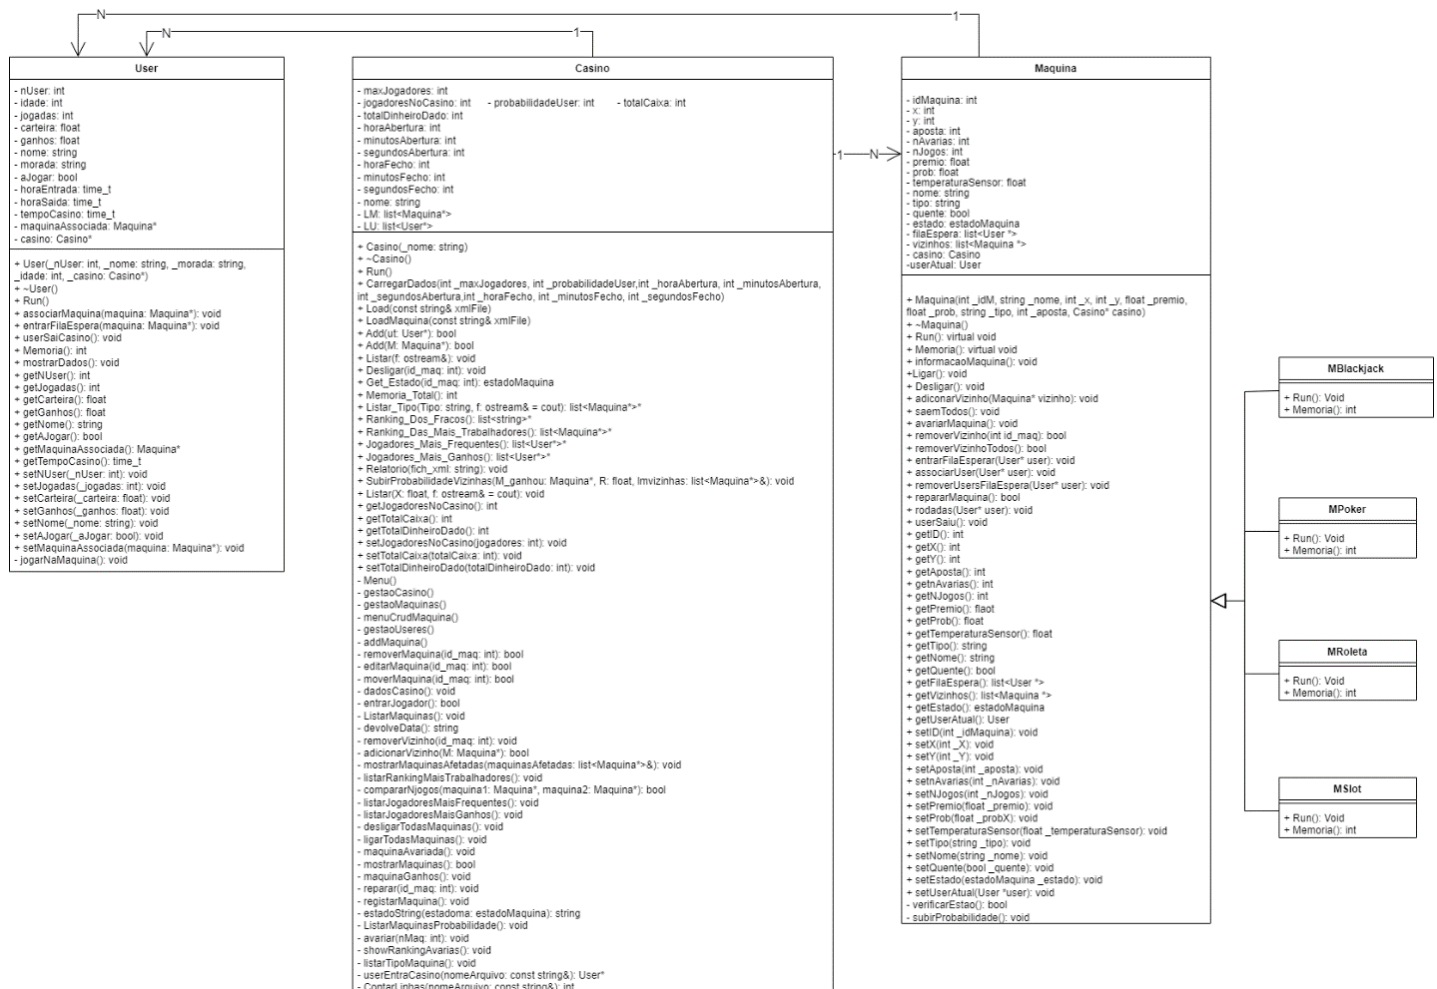 N
1
N
1
User
- nUser: int
- idade: int
- jogadas: int
- carteira: float
- ganhos: float
- nome: string
- morada: string
- aJogar: bool
- horaEntrada: time_t
- horaSaida: time_t
- tempoCasino: time_t
- maquinaAssociada: Maquina*
- casino: Casino*
+ User(_nUser: int, _nome: string, _morada: string,
_idade: int, _casino: Casino*)
+ ~User()
+ Run()
+ associarMaquina(maquina: Maquina*): void
+ entrarFilaEspera(maquina: Maquina*): void
+ userSaiCasino(): void
+ Memoria(): int
+ mostrarDados(): void
+ getNUser(): int
+ getJogadas(): int
+ getCarteira(): float
+ getGanhos(): float
+ getNome(): string
+ getAJogar(): bool
+ getMaquinaAssociada(): Maquina*
+ getTempoCasino(): time_t
+ setNUser(_nUser: int): void
+ setJogadas(_jogadas: int): void
+ setCarteira(_carteira: float): void
+ setGanhos(_ganhos: float): void
+ setNome(_nome: string): void
+ setAJogar(_aJogar: bool): void
+ setMaquinaAssociada(maquina: Maquina*): void
- jogarNaMaquina(): void
Casino
- maxJogadores: int
- jogadoresNoCasino: int - probabilidadeUser: int - totalCaixa: int
- totalDinheiroDado: int
- horaAbertura: int
- minutosAbertura: int
- segundosAbertura: int
- horaFecho: int
- minutosFecho: int
- segundosFecho: int
- nome: string
- LM: list<Maquina*>
- LU: list<User*>
+ Casino(_nome: string)
+ ~Casino()
+ Run()
+ CarregarDados(int _maxJogadores, int _probabilidadeUser,int _horaAbertura, int _minutosAbertura,
int _segundosAbertura,int _horaFecho, int _minutosFecho, int _segundosFecho)
+ Load(const string& xmlFile)
+ LoadMaquina(const string& xmlFile)
+ Add(ut: User*): bool
+ Add(M: Maquina*): bool
+ Listar(f: ostream&): void
+ Desligar(id_maq: int): void
+ Get_Estado(id_maq: int): estadoMaquina
+ Memoria_Total(): int
+ Listar_Tipo(Tipo: string, f: ostream& = cout): list<Maquina*>*
+ Ranking_Dos_Fracos(): list<string>*
+ Ranking_Das_Mais_Trabalhadores(): list<Maquina*>*
+ Jogadores_Mais_Frequentes(): list<User*>*
+ Jogadores_Mais_Ganhos(): list<User*>*
+ Relatorio(fich_xml: string): void
+ SubirProbabilidadeVizinhas(M_ganhou: Maquina*, R: float, lmvizinhas: list<Maquina*>&): void
+ Listar(X: float, f: ostream& = cout): void
+ getJogadoresNoCasino(): int
+ getTotalCaixa(): int
+ getTotalDinheiroDado(): int
+ setJogadoresNoCasino(jogadores: int): void
+ setTotalCaixa(totalCaixa: int): void
+ setTotalDinheiroDado(totalDinheiroDado: int): void
- Menu()
- gestaoCasino()
- gestaoMaquinas()
- menuCrudMaquina()
- gestaoUseres()
- addMaquina()
- removerMaquina(id_maq: int): bool
- editarMaquina(id_maq: int): bool
- moverMaquina(id_maq: int): bool
- dadosCasino(): void
- entrarJogador(): bool
- ListarMaquinas(): void
- devolveData(): string
- removerVizinho(id_maq: int): void
- adicionarVizinho(M: Maquina*): bool
- mostrarMaquinasAfetadas(maquinasAfetadas: list<Maquina*>&): void
- listarRankingMaisTrabalhadores(): void
- compararNjogos(maquina1: Maquina*, maquina2: Maquina*): bool
- listarJogadoresMaisFrequentes(): void
- listarJogadoresMaisGanhos(): void
- desligarTodasMaquinas(): void
- ligarTodasMaquinas(): void
- maquinaAvariada(): void
- mostrarMaquinas(): bool
- maquinaGanhos(): void
- reparar(id_maq: int): void
- registarMaquina(): void
- estadoString(estadoma: estadoMaquina): string
- ListarMaquinasProbabilidade(): void
- avariar(nMaq: int): void
- showRankingAvarias(): void
- listarTipoMaquina(): void
- userEntraCasino(nomeArquivo: const string&): User*
- ContarLinhas(nomeArquivo: const string&): int
1
N
Maquina
- idMaquina: int
- x: int
- y: int
- aposta: int
- nAvarias: int
- nJogos: int
- premio: float
- prob: float
- temperaturaSensor: float
- nome: string
- tipo: string
- quente: bool
- estado: estadoMaquina
- filaEspera: list<User *>
- vizinhos: list<Maquina *>
- casino: Casino
-userAtual: User
+ Maquina(int _idM, string _nome, int _x, int _y, float _premio,
float _prob, string _tipo, int _aposta, Casino* casino)
+ ~Maquina()
+ Run(): virtual void
+ Memoria(): virtual void
+ informacaoMaquina(): void
+Ligar(): void
+ Desligar(): void
+ adiconarVizinho(Maquina* vizinho): void
+ saemTodos(): void
+ avariarMaquina(): void
+ removerVizinho(int id_maq): bool
+ removerVizinhoTodos(): bool
+ entrarFilaEsperar(User* user): void
+ associarUser(User* user): void
+ removerUsersFilaEspera(User* user): void
+ repararMaquina(): bool
+ rodadas(User* user): void
+ userSaiu(): void
+ getID(): int
+ getX(): int
+ getY(): int
+ getAposta(): int
+ getnAvarias(): int
+ getNJogos(): int
+ getPremio(): flaot
+ getProb(): float
+ getTemperaturaSensor(): float
+ getTipo(): string
+ getNome(): string
+ getQuente(): bool
+ getFilaEspera(): list<User *>
+ getVizinhos(): list<Maquina *>
+ getEstado(): estadoMaquina
+ getUserAtual(): User
+ setID(int _idMaquina): void
+ setX(int _X): void
+ setY(int _Y): void
+ setAposta(int _aposta): void
+ setnAvarias(int _nAvarias): void
+ setNJogos(int _nJogos): void
+ setPremio(float _premio): void
+ setProb(float _probX): void
+ setTemperaturaSensor(float _temperaturaSensor): void
+ setTipo(string _tipo): void
+ setNome(string _nome): void
+ setQuente(bool _quente): void
+ setEstado(estadoMaquina _estado): void
+ setUserAtual(User *user): void
- verificarEstao(): bool
- subirProbabilidade(): void
MBlackjack
+ Run(): Void
+ Memoria(): int
MPoker
+ Run(): Void
+ Memoria(): int
MRoleta
+ Run(): Void
+ Memoria(): int
MSlot
+ Run(): Void
+ Memoria(): int